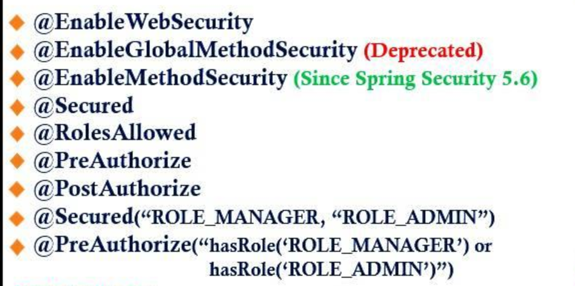 @EnableWebSecurity
@EnableGlobalMethodSecurity (Deprecated)
@EnableMethodSecurity (Since Spring Security 5.6)
@Secured
@RolesAllowed
@PreAuthorize
@PostAuthorize
@Secured(“ROLE_MANAGER, “ROLE_ADMIN”)
@PreAuthorize(“hasRole(‘ROLE_MANAGER’) or
hasRole(‘ROLE_ADMIN’)”)